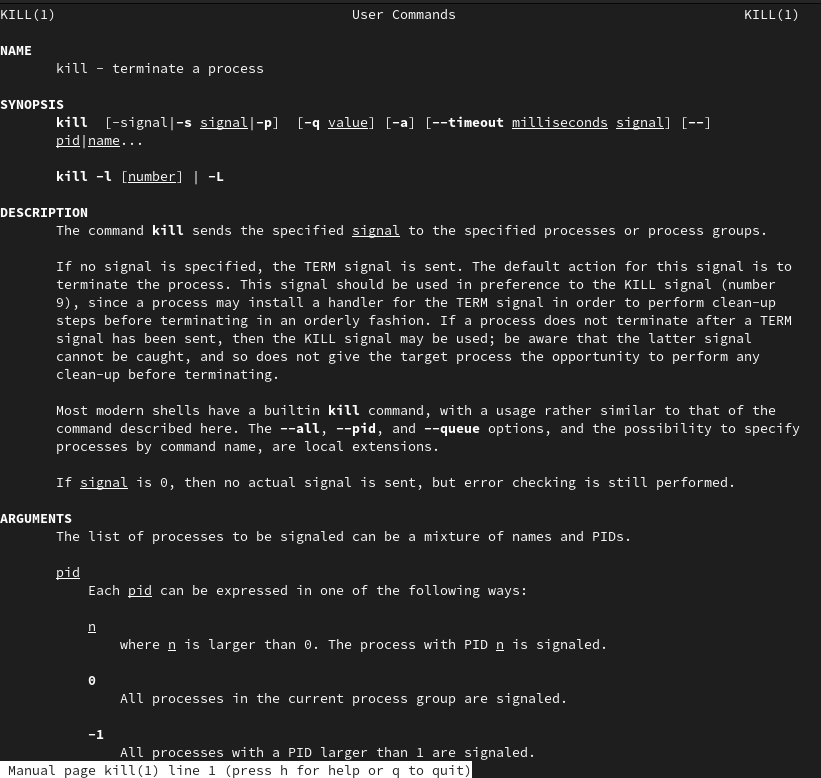 KILL(1) User Commands KILL(1)
NAME
kill - terminate a process
SYNOPSIS
kill [-signal|-s signal|-p] [-q value] [-a] [--timeout milliseconds signal] [--]
pid|name...
kill -l [number] | -L
DESCRIPTION
The command kill sends the specified signal to the specified processes or process groups.
If no signal is specified, the TERM signal is sent. The default action for this signal is to
terminate the process. This signal should be used in preference to the KILL signal (number
9), since a process may install a handler for the TERM signal in order to perform clean-up
steps before terminating in an orderly fashion. If a process does not terminate after a TERM
signal has been sent, then the KILL signal may be used; be aware that the latter signal
cannot be caught, and so does not give the target process the opportunity to perform any
clean-up before terminating.
Most modern shells have a builtin kill command, with a usage rather similar to that of the
command described here. The --all, --pid, and --queue options, and the possibility to specify
processes by command name, are local extensions.
If signal is 0, then no actual signal is sent, but error checking is still performed.
ARGUMENTS
The list of processes to be signaled can be a mixture of names and PIDs.
pid
Each pid can be expressed in one of the following ways:
n
where n is larger than 0. The process with PID n is signaled.
0
All processes in the current process group are signaled.
-1
All processes with a PID larger than 1 are signaled.
Manual page kill(1) line 1 (press h for help or q to quit)